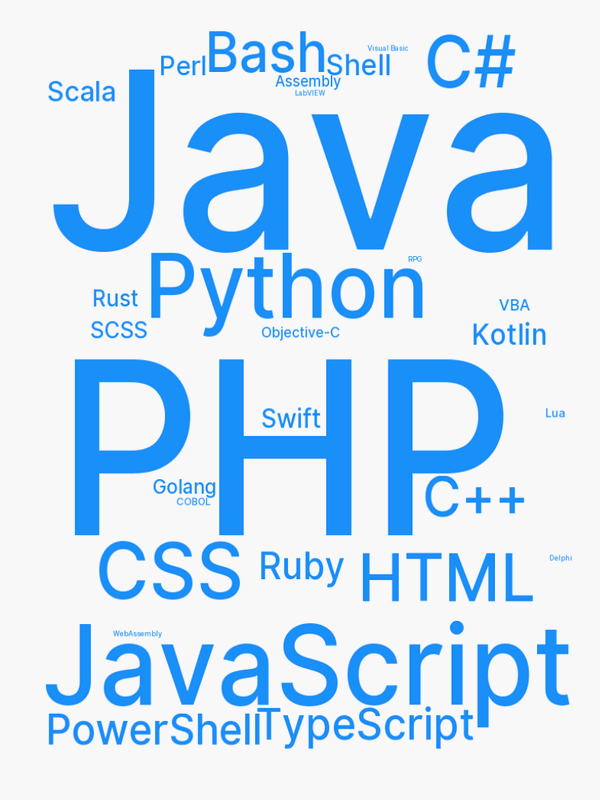 Bash
Visual Basic
C#
Perl
Shell
Assembly
Scala
LabVIEW
Java
Python
RPG
Rust
VBA
SCSS
Objective-C
Kotlin
PHP
Swift
Lua
Golang
COBOL
C++
CSS
Ruby
HTML
Delphi
WebAssembly
JavaScript
PowerShell
TypeScript